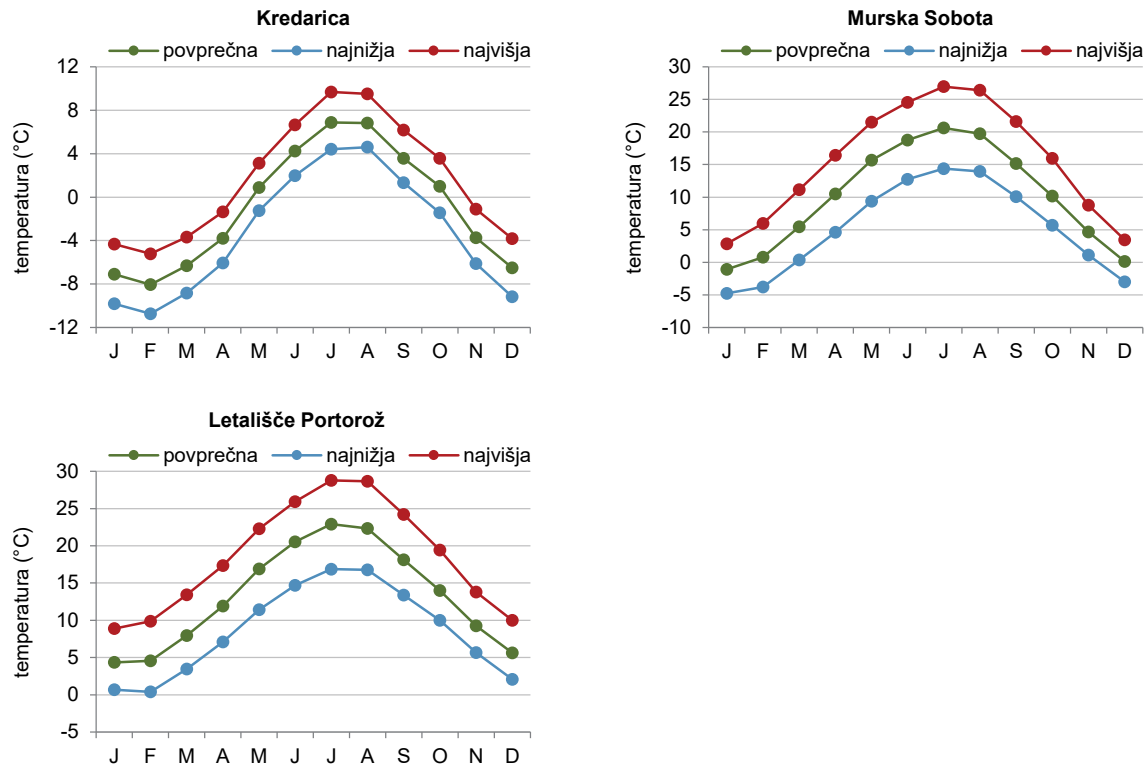 Kredarica
povprečna najnižja najvišja
temperatura (°C)
12
8
4
0
-4
-8
-12
J F M A M J J A S O N D
Murska Sobota
povprečna najnižja najvišja
temperatura (°C)
30
25
20
15
10
5
0
-5
-10
J F M A M J J A S O N D
Letališče Portorož
povprečna najnižja najvišja
temperatura (°C)
30
25
20
15
10
5
0
-5
J F M A M J J A S O N D